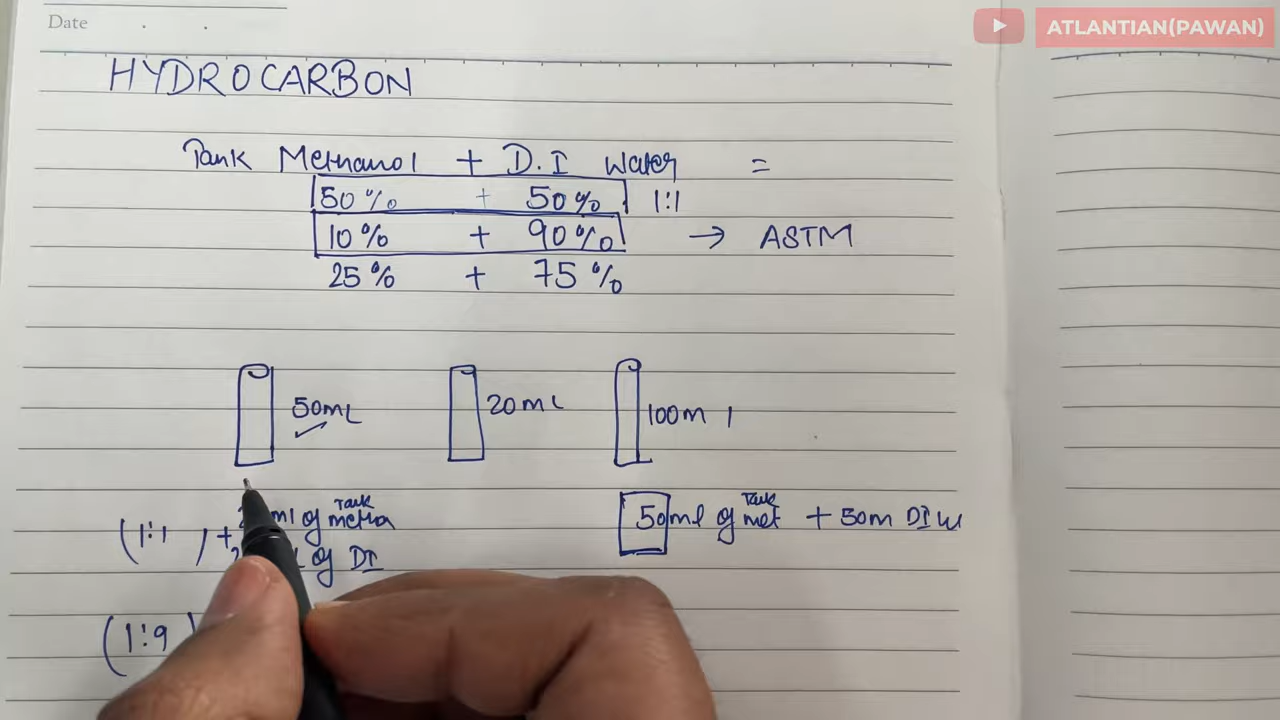 Date . .
ATLANTIAN(PAWAN)
HYDROCARBON
Tank Methanol + D.I Water =
50% + 50% 1:1
10% + 90% → ASTM
25% + 75%
50mL 20mL 100ml
Tank Tank
(1:1 ) + ml of metha 50ml of met + 50m DI W
of DI
(1:9